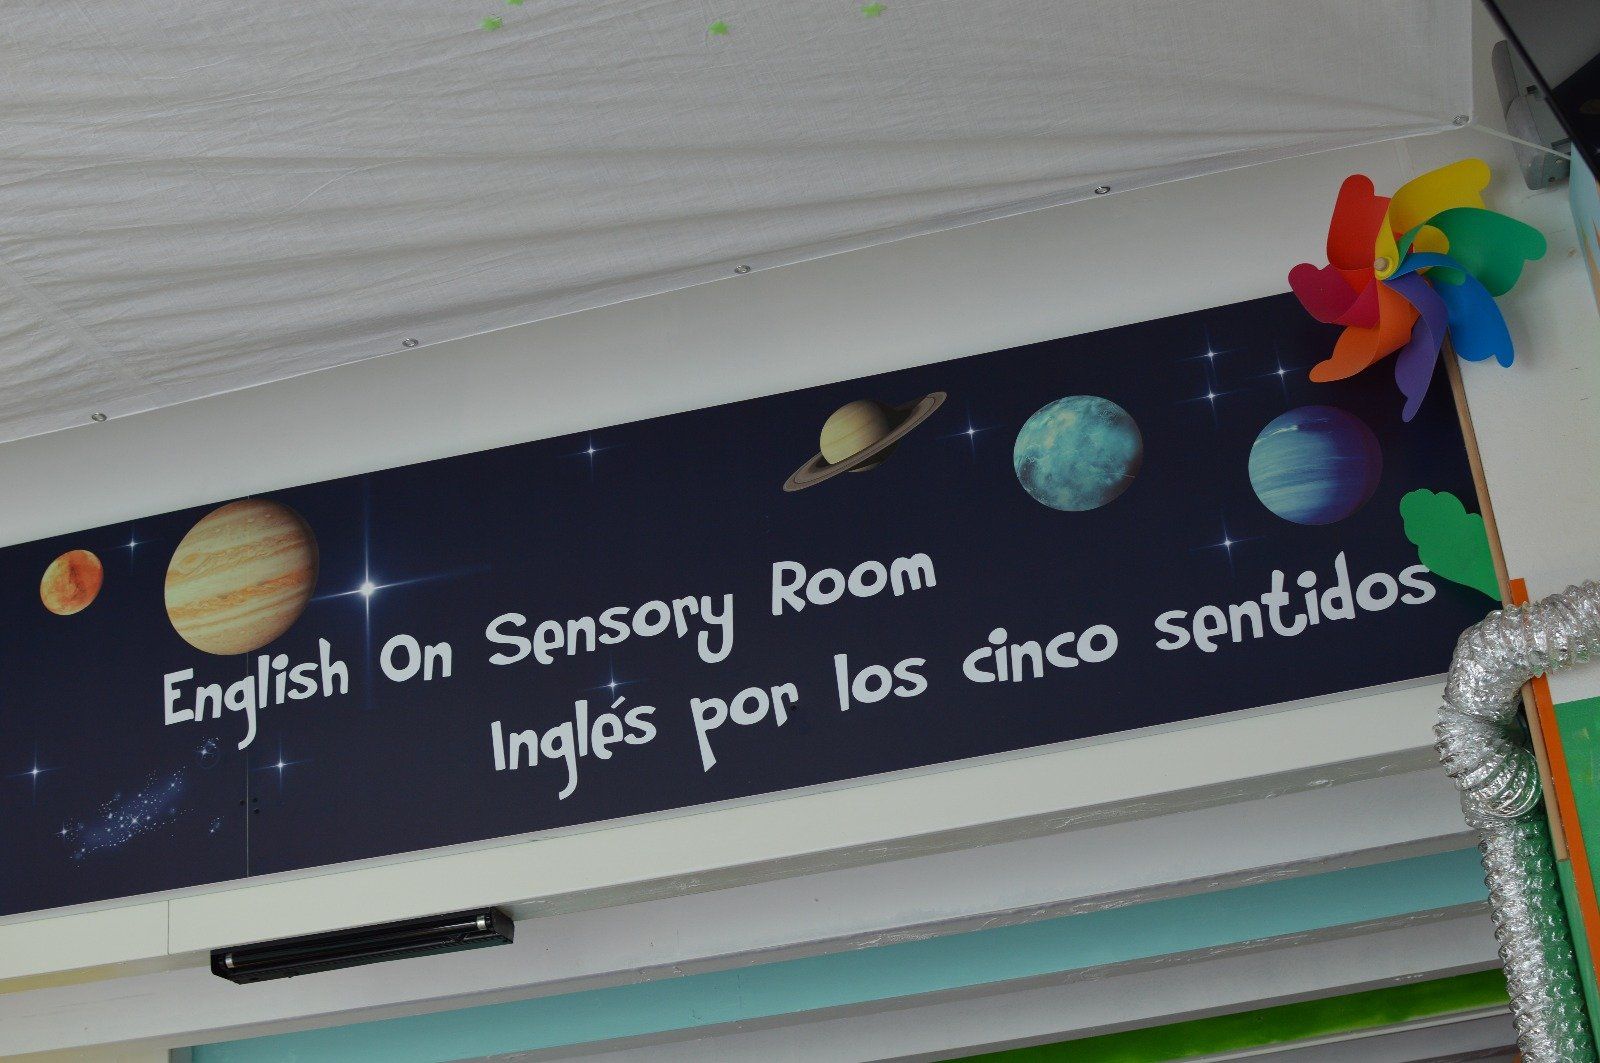 English On Sensory Room
Inglés por los cinco sentidos